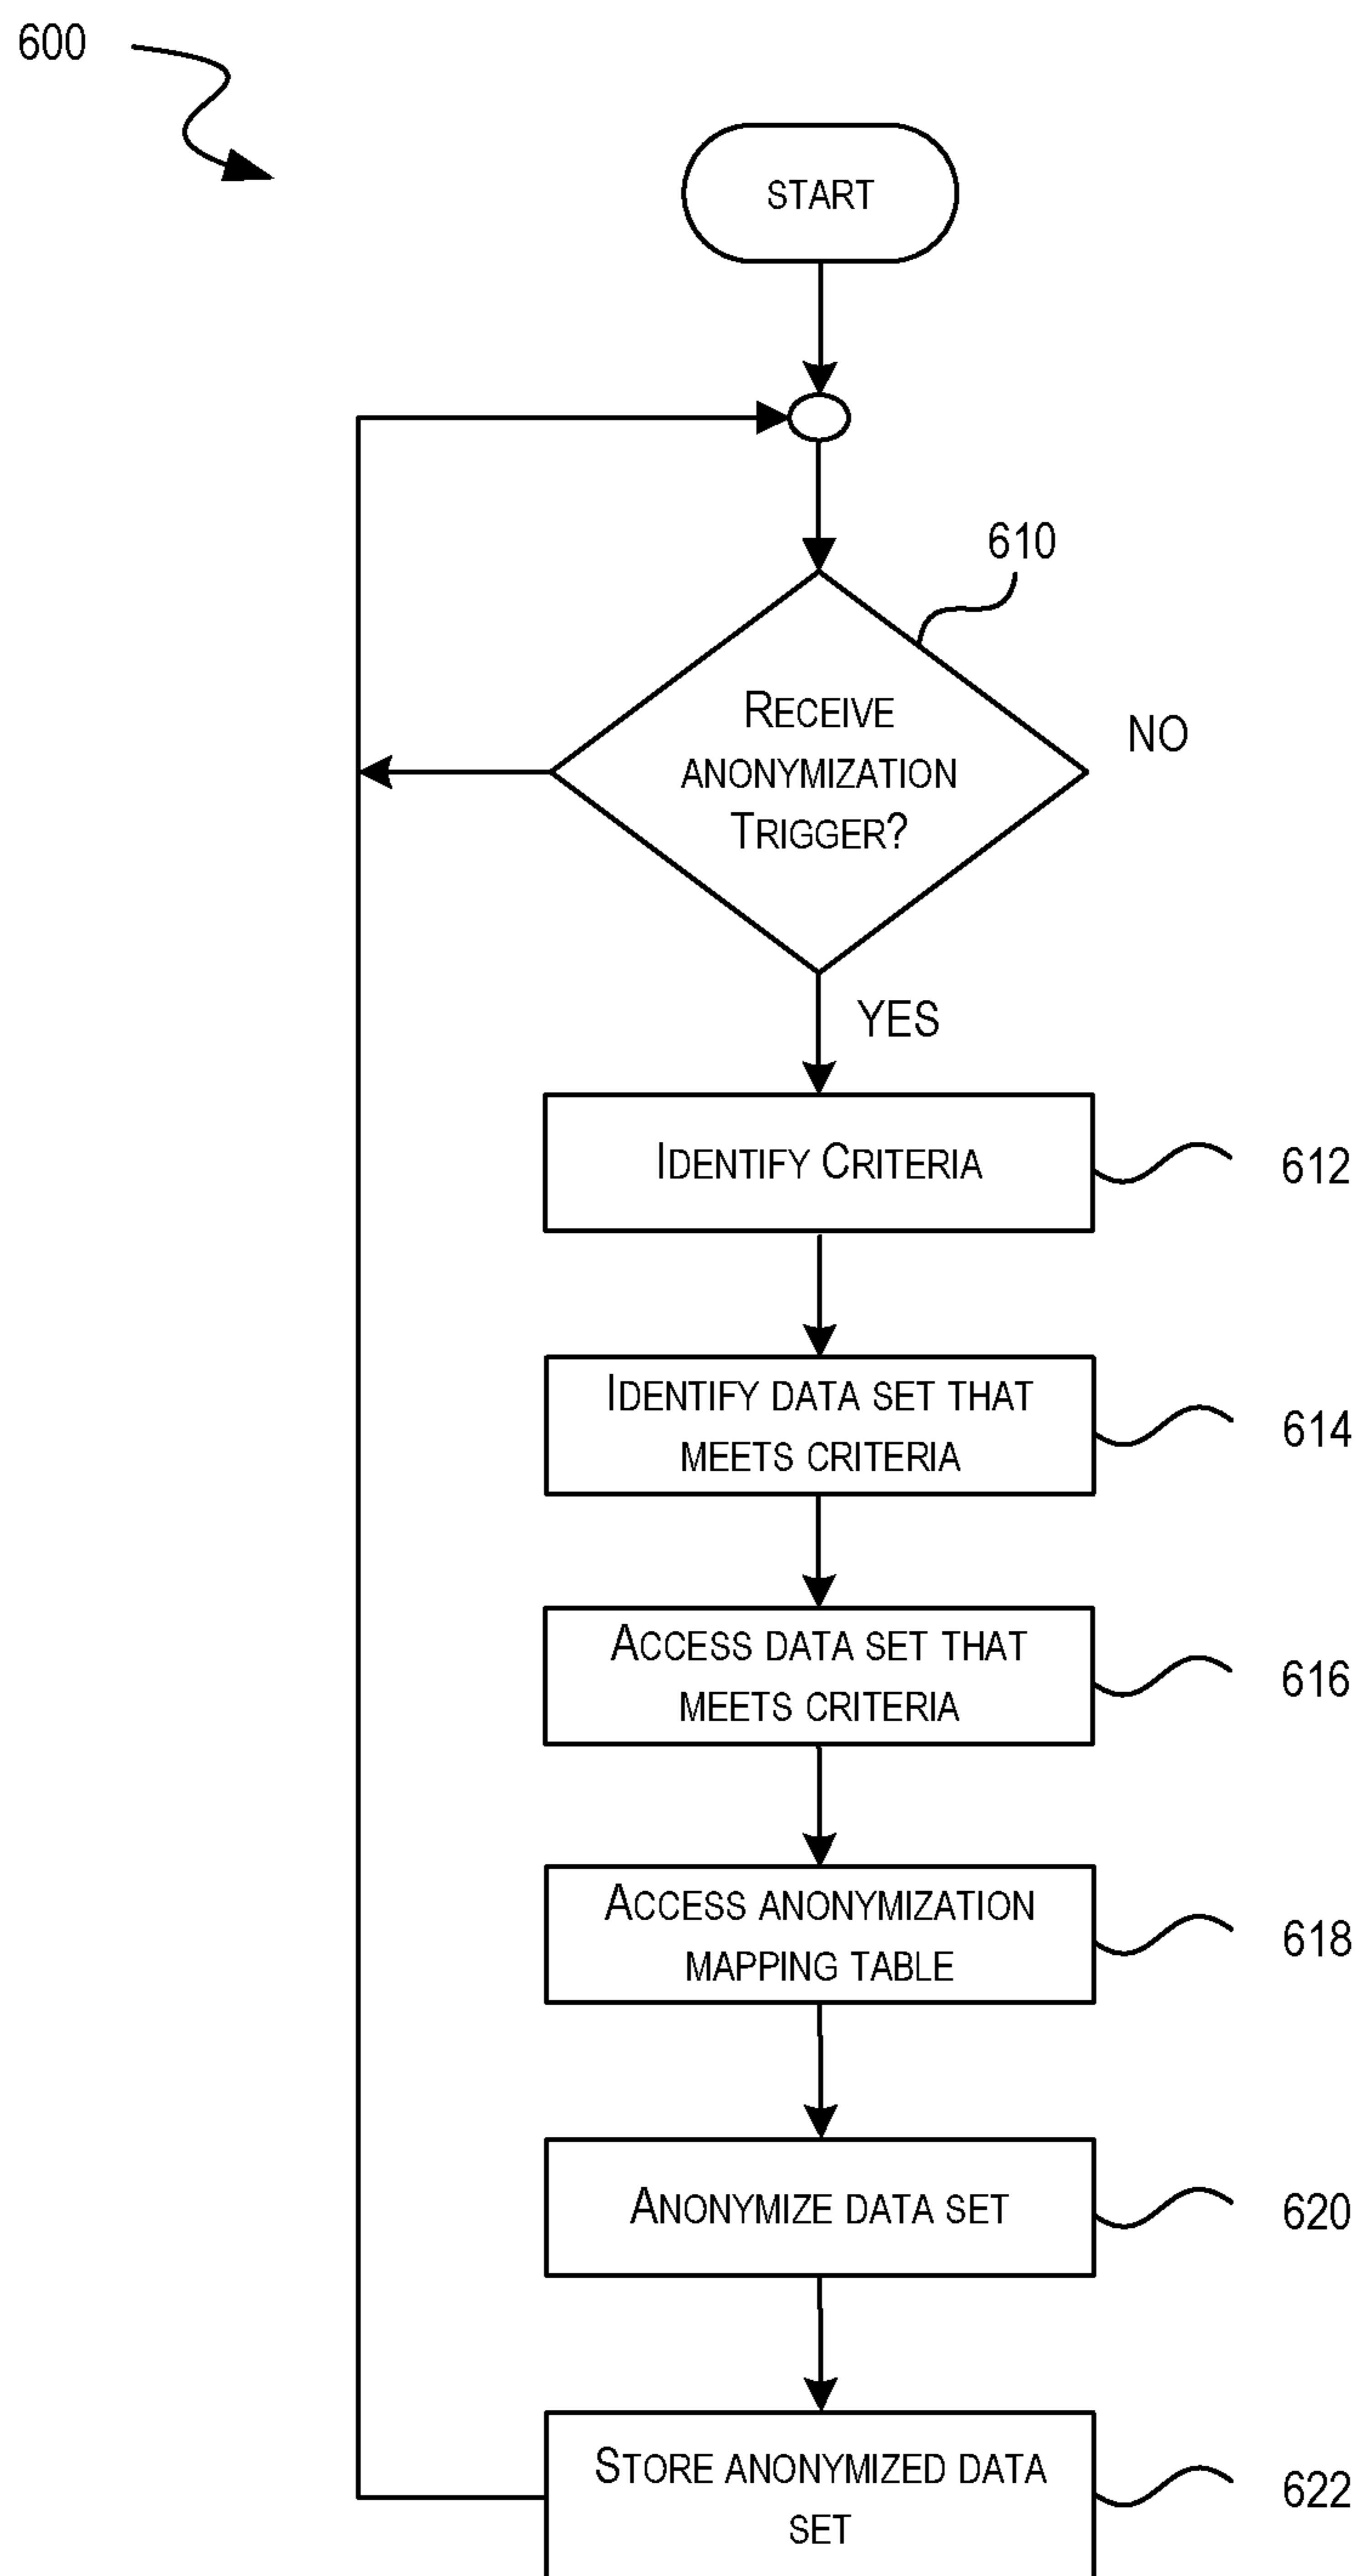 600
START
610
RECEIVE
ANONYMIZATION
TRIGGER?
NO
YES
IDENTIFY CRITERIA
612
IDENTIFY DATA SET THAT
MEETS CRITERIA
614
ACCESS DATA SET THAT
MEETS CRITERIA
616
ACCESS ANONYMIZATION
MAPPING TABLE
618
ANONYMIZE DATA SET
620
STORE ANONYMIZED DATA
SET
622